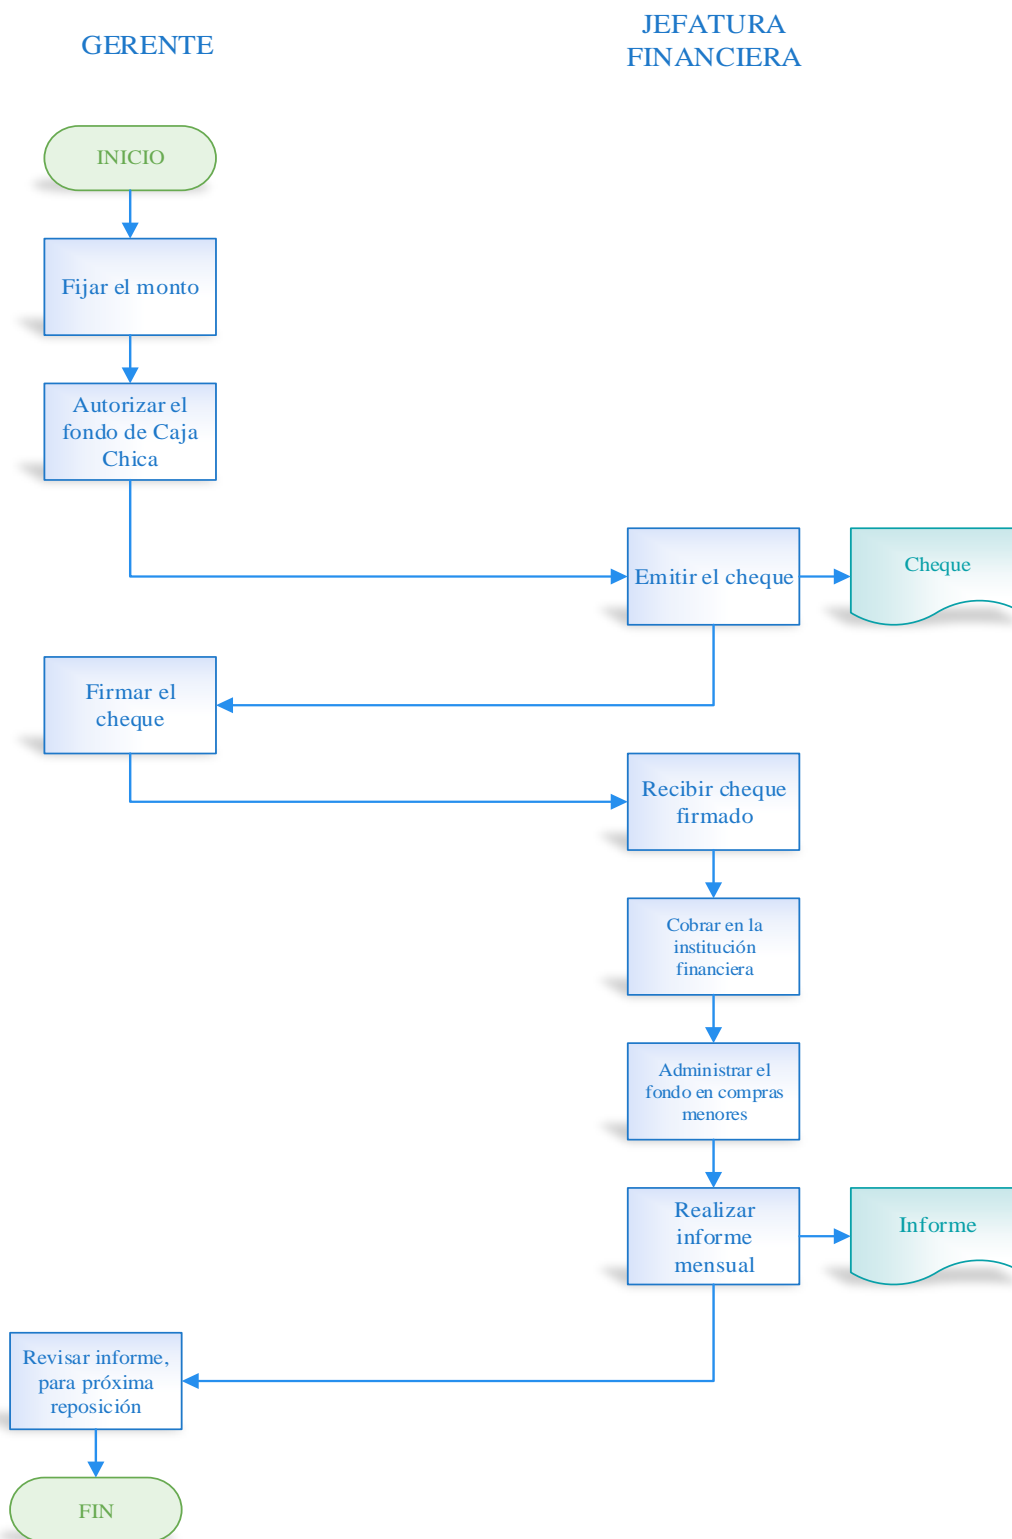 GERENTE
JEFATURA
FINANCIERA
INICIO
Fijar el monto
Autorizar el
fondo de Caja
Chica
Emitir el cheque
Cheque
Firmar el
cheque
Recibir cheque
firmado
Cobrar en la
institución
financiera
Administrar el
fondo en compras
menores
Realizar
informe
mensual
Informe
Revisar informe,
para próxima
reposición
FIN